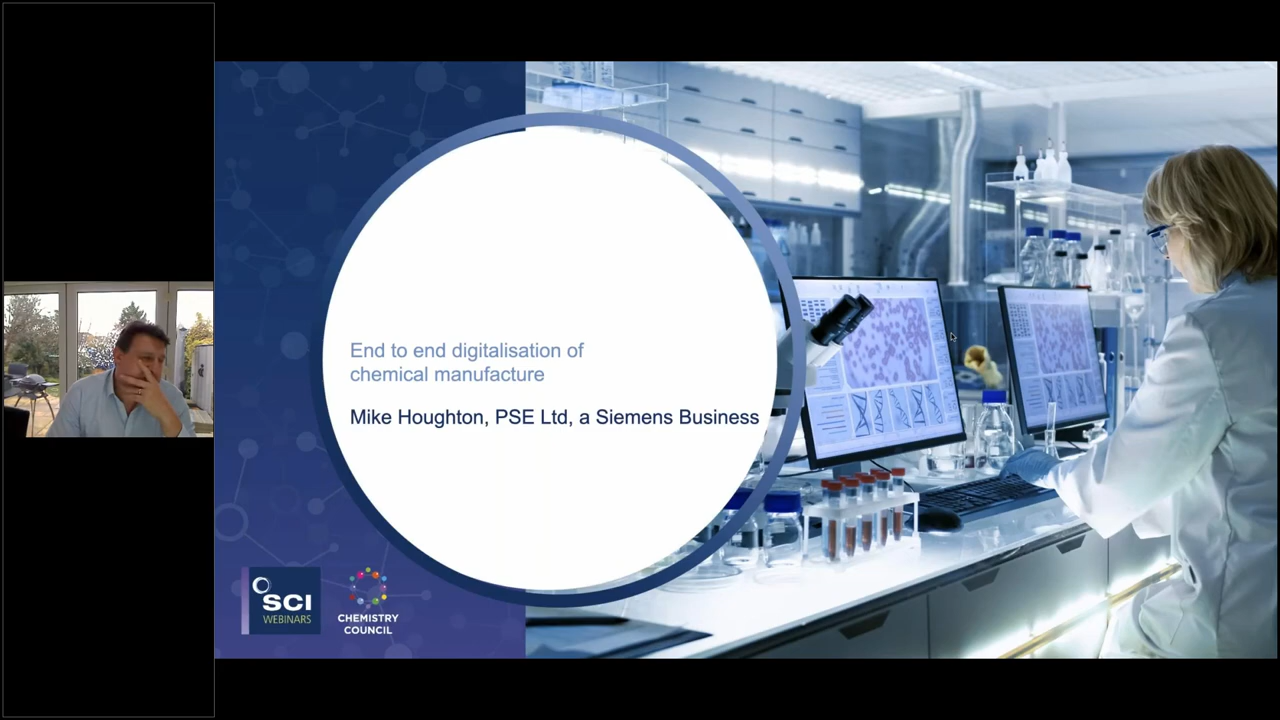 End to end digitalisation of
chemical manufacture
Mike Houghton, PSE Ltd, a Siemens Business
SCI
WEBINARS
CHEMISTRY
COUNCIL